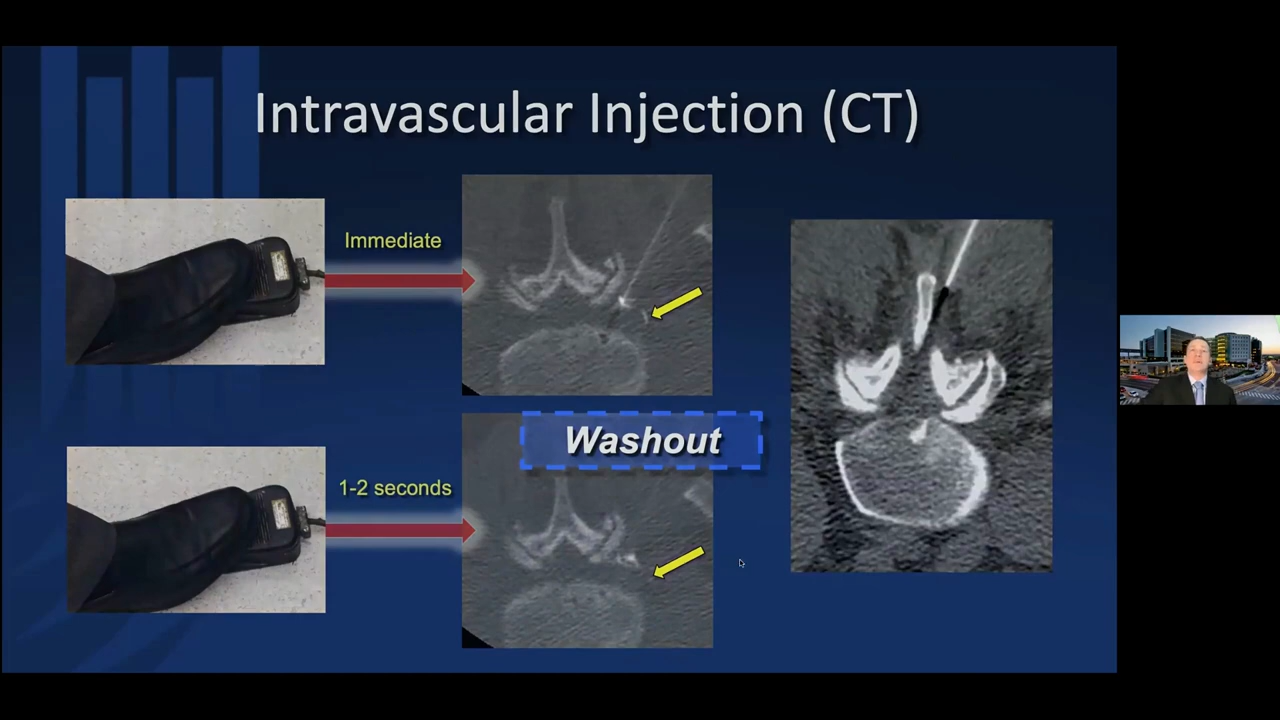 Intravascular Injection (CT)
Immediate
Washout
1-2 seconds